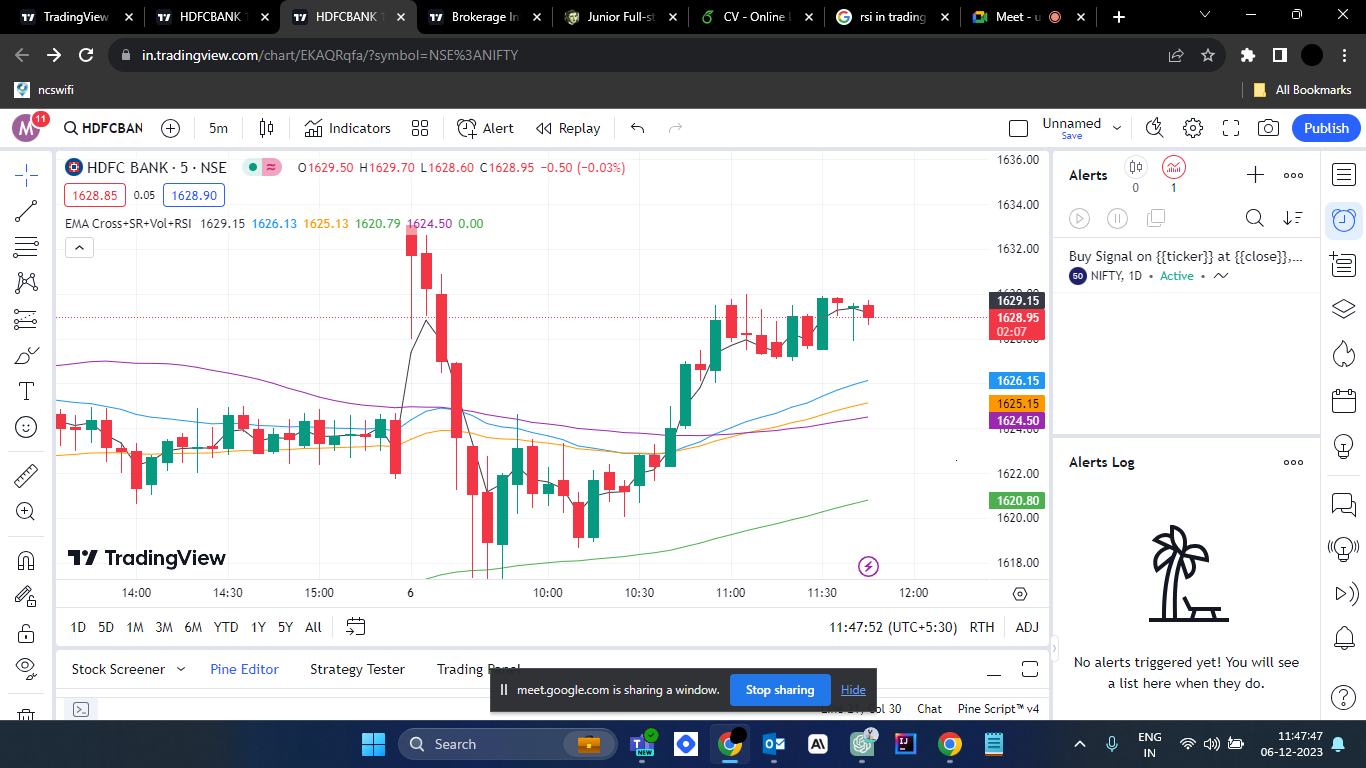 TradingView
HDFCBANK
HDFCBANK
Brokerage In
Junior Full-st
CV - Online
rsi in trading
Meet - u
in.tradingview.com/chart/EKAQRqfa/?symbol=NSE%3ANIFTY
ncswifi
All Bookmarks
M
11
HDFCBAN
5m
Indicators
Alert
Replay
Unnamed
Save
Publish
HDFC BANK · 5 · NSE
O1629.50 H1629.70 L1628.60 C1628.95 −0.50 (−0.03%)
1628.85
0.05
1628.90
EMA Cross+SR+Vol+RSI 1629.15 1626.13 1625.13 1620.79 1624.50 0.00
1636.00
1634.00
1632.00
1629.15
1628.95
02:07
1626.15
1625.15
1624.50
1622.00
1620.80
1620.00
1618.00
TradingView
14:00
14:30
15:00
6
10:00
10:30
11:00
11:30
12:00
1D 5D 1M 3M 6M YTD 1Y 5Y All
11:47:52 (UTC+5:30)
RTH
ADJ
Stock Screener
Pine Editor
Strategy Tester
Trading Panel
meet.google.com is sharing a window.
Stop sharing
Hide
Col 30
Chat
Pine Script™ v4
Alerts
0
1
Buy Signal on {{ticker}} at {{close}},...
50
NIFTY, 1D • Active •
Alerts Log
No alerts triggered yet! You will see
a list here when they do.
Search
NEW
ENG
IN
11:47:47
06-12-2023